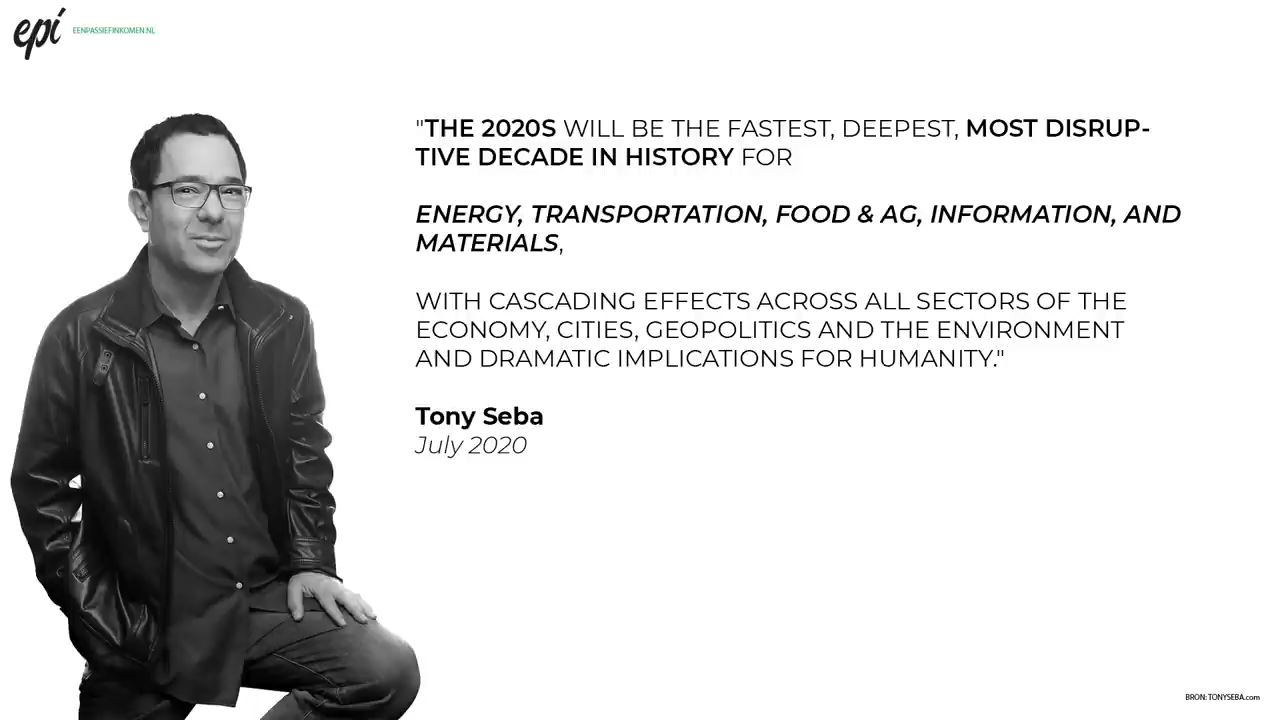 epi
EENPASSIEFINKOMEN.NL
"THE 2020S WILL BE THE FASTEST, DEEPEST, MOST DISRUP-
TIVE DECADE IN HISTORY FOR
ENERGY, TRANSPORTATION, FOOD & AG, INFORMATION, AND
MATERIALS,
WITH CASCADING EFFECTS ACROSS ALL SECTORS OF THE
ECONOMY, CITIES, GEOPOLITICS AND THE ENVIRONMENT
AND DRAMATIC IMPLICATIONS FOR HUMANITY."
Tony Seba
July 2020
BRON: TONYSEBA.com